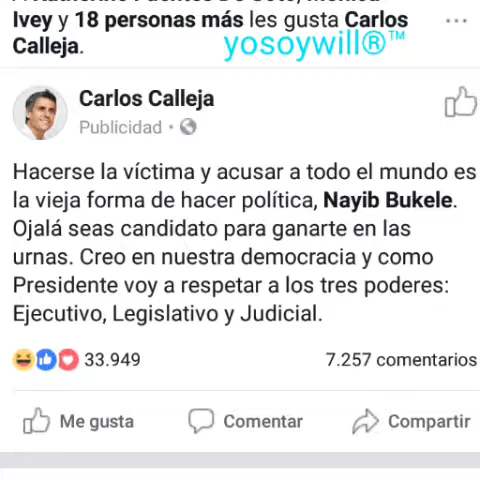 Ivey y 18 personas más les gusta Carlos
Calleja.
yosoywill®™
Carlos Calleja
Publicidad •
Hacerse la víctima y acusar a todo el mundo es
la vieja forma de hacer política, Nayib Bukele.
Ojalá seas candidato para ganarte en las
urnas. Creo en nuestra democracia y como
Presidente voy a respetar a los tres poderes:
Ejecutivo, Legislativo y Judicial.
33.949 7.257 comentarios
Me gusta Comentar Compartir